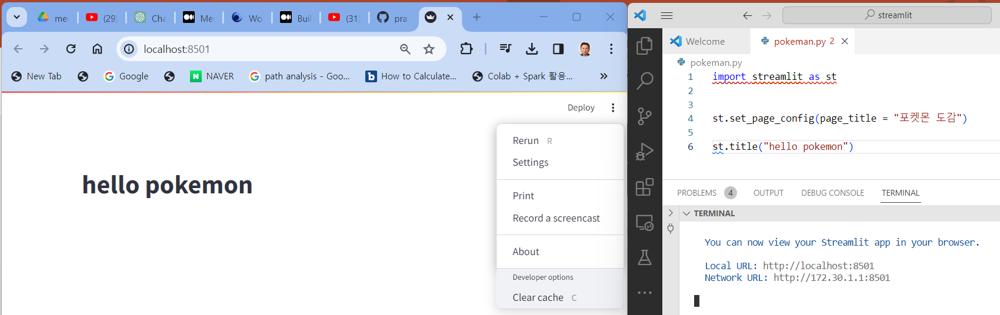 mec
(29)
Cha
Mec
Wo
Buil
(31)
pra
localhost:8501
New Tab
Google
NAVER
path analysis - Goo...
How to Calculate...
Colab + Spark 활용...
Deploy
Rerun R
Settings
Print
Record a screencast
About
Developer options
Clear cache C
hello pokemon
streamlit
Welcome
pokeman.py 2
pokeman.py
1 import streamlit as st
2
3
4 st.set_page_config(page_title = "포켓몬 도감")
5
6 st.title("hello pokemon")
PROBLEMS 4 OUTPUT DEBUG CONSOLE TERMINAL
TERMINAL
You can now view your Streamlit app in your browser.
Local URL: http://localhost:8501
Network URL: http://172.30.1.1:8501